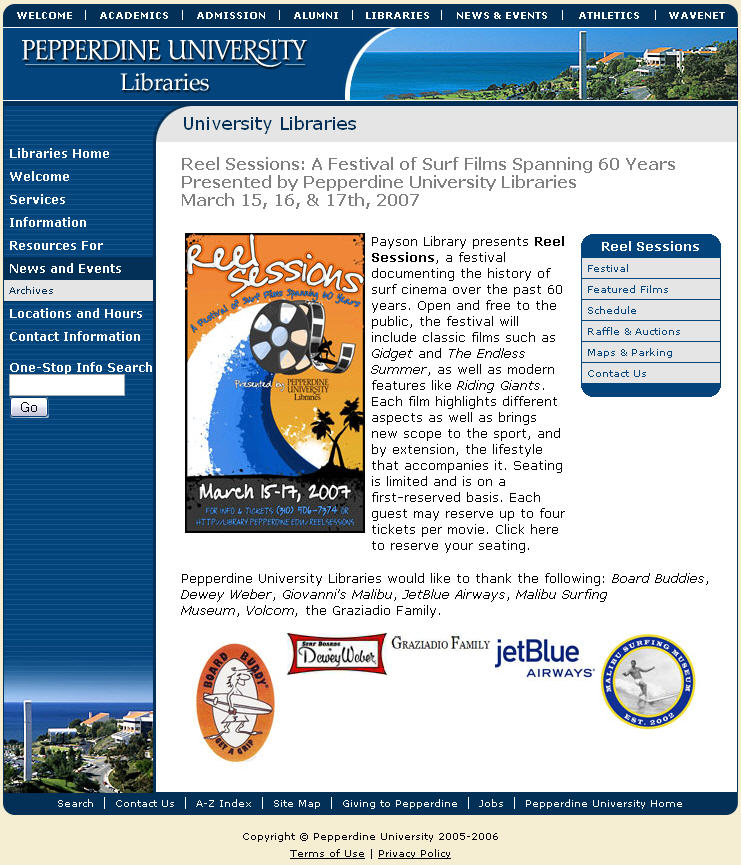 WELCOME | ACADEMICS | ADMISSION | ALUMNI | LIBRARIES | NEWS & EVENTS | ATHLETICS | WAVENET
PEPPERDINE UNIVERSITY
Libraries
University Libraries
Libraries Home
Welcome
Services
Information
Resources For
News and Events
Archives
Locations and Hours
Contact Information
One-Stop Info Search
Go
Reel Sessions: A Festival of Surf Films Spanning 60 Years
Presented by Pepperdine University Libraries
March 15, 16, & 17th, 2007
Reel
Sessions
A Festival of Surf Films Spanning 60 Years
Presented by PEPPERDINE
UNIVERSITY
Libraries
March 15-17, 2007
FOR INFO & TICKETS (310) 506-7374 OR
HTTP://LIBRARY.PEPPERDINE.EDU/REELSESSIONS
Payson Library presents Reel
Sessions, a festival
documenting the history of
surf cinema over the past 60
years. Open and free to the
public, the festival will
include classic films such as
Gidget and The Endless
Summer, as well as modern
features like Riding Giants.
Each film highlights different
aspects as well as brings
new scope to the sport, and
by extension, the lifestyle
that accompanies it. Seating
is limited and is on a
first-reserved basis. Each
guest may reserve up to four
tickets per movie. Click here
to reserve your seating.
Reel Sessions
Festival
Featured Films
Schedule
Raffle & Auctions
Maps & Parking
Contact Us
Pepperdine University Libraries would like to thank the following: Board Buddies,
Dewey Weber, Giovanni's Malibu, JetBlue Airways, Malibu Surfing
Museum, Volcom, the Graziadio Family.
BOARD BUDDY
GET A GRIP
SURF BOARDS
Dewey Weber
GRAZIADIO FAMILY
jetBlue
AIRWAYS
MALIBU SURFING MUSEUM
EST. 2002
Search | Contact Us | A-Z Index | Site Map | Giving to Pepperdine | Jobs | Pepperdine University Home
Copyright © Pepperdine University 2005-2006
Terms of Use | Privacy Policy